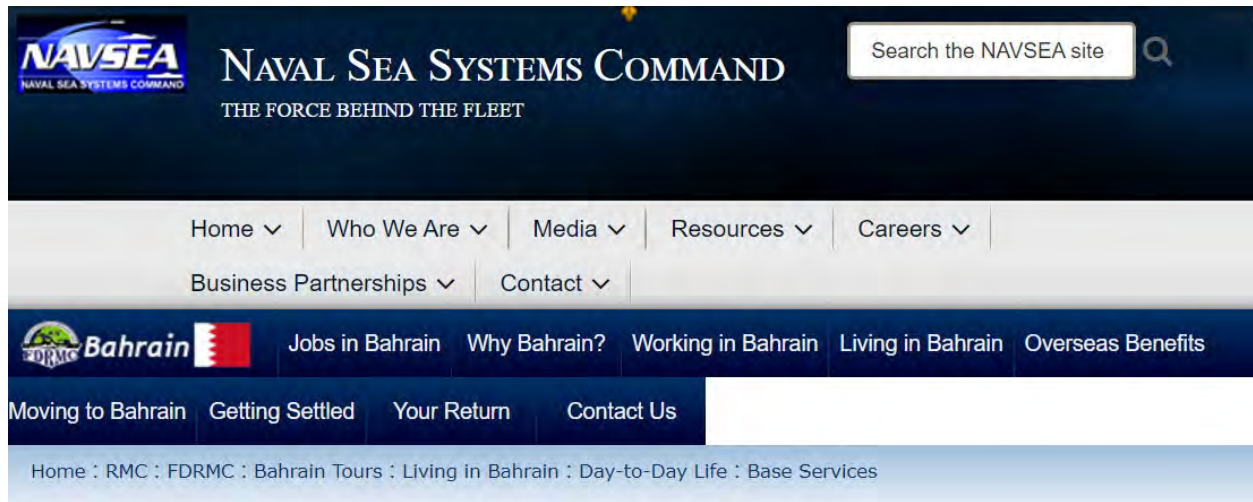 NAVSEA
NAVAL SEA SYSTEMS COMMAND
NAVAL SEA SYSTEMS COMMAND
THE FORCE BEHIND THE FLEET
Search the NAVSEA site
Home
Who We Are
Media
Resources
Careers
Business Partnerships
Contact
FDRMC
Bahrain
Jobs in Bahrain
Why Bahrain?
Working in Bahrain
Living in Bahrain
Overseas Benefits
Moving to Bahrain
Getting Settled
Your Return
Contact Us
Home : RMC : FDRMC : Bahrain Tours : Living in Bahrain : Day-to-Day Life : Base Services